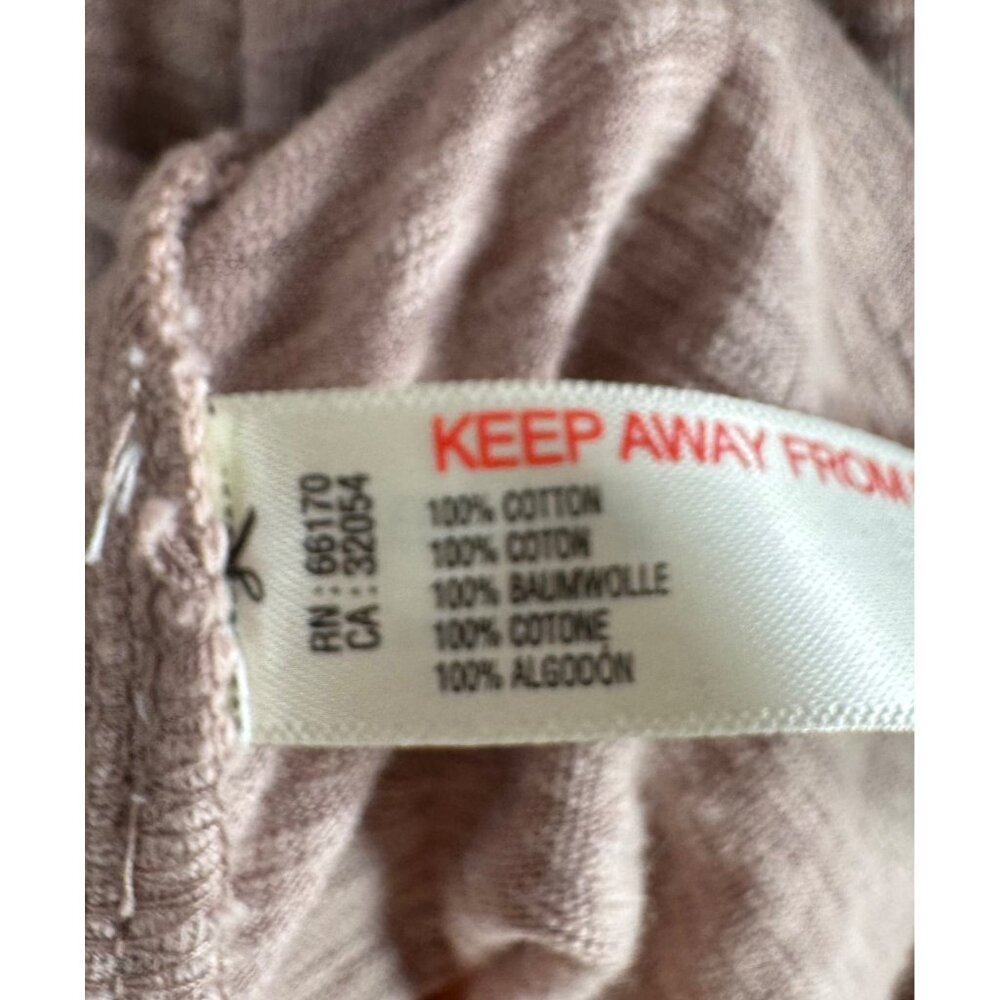 RN : 66170
CA : 32054
KEEP AWAY FROM
100% COTTON
100% COTON
100% BAUMWOLLE
100% COTONE
100% ALGODÓN